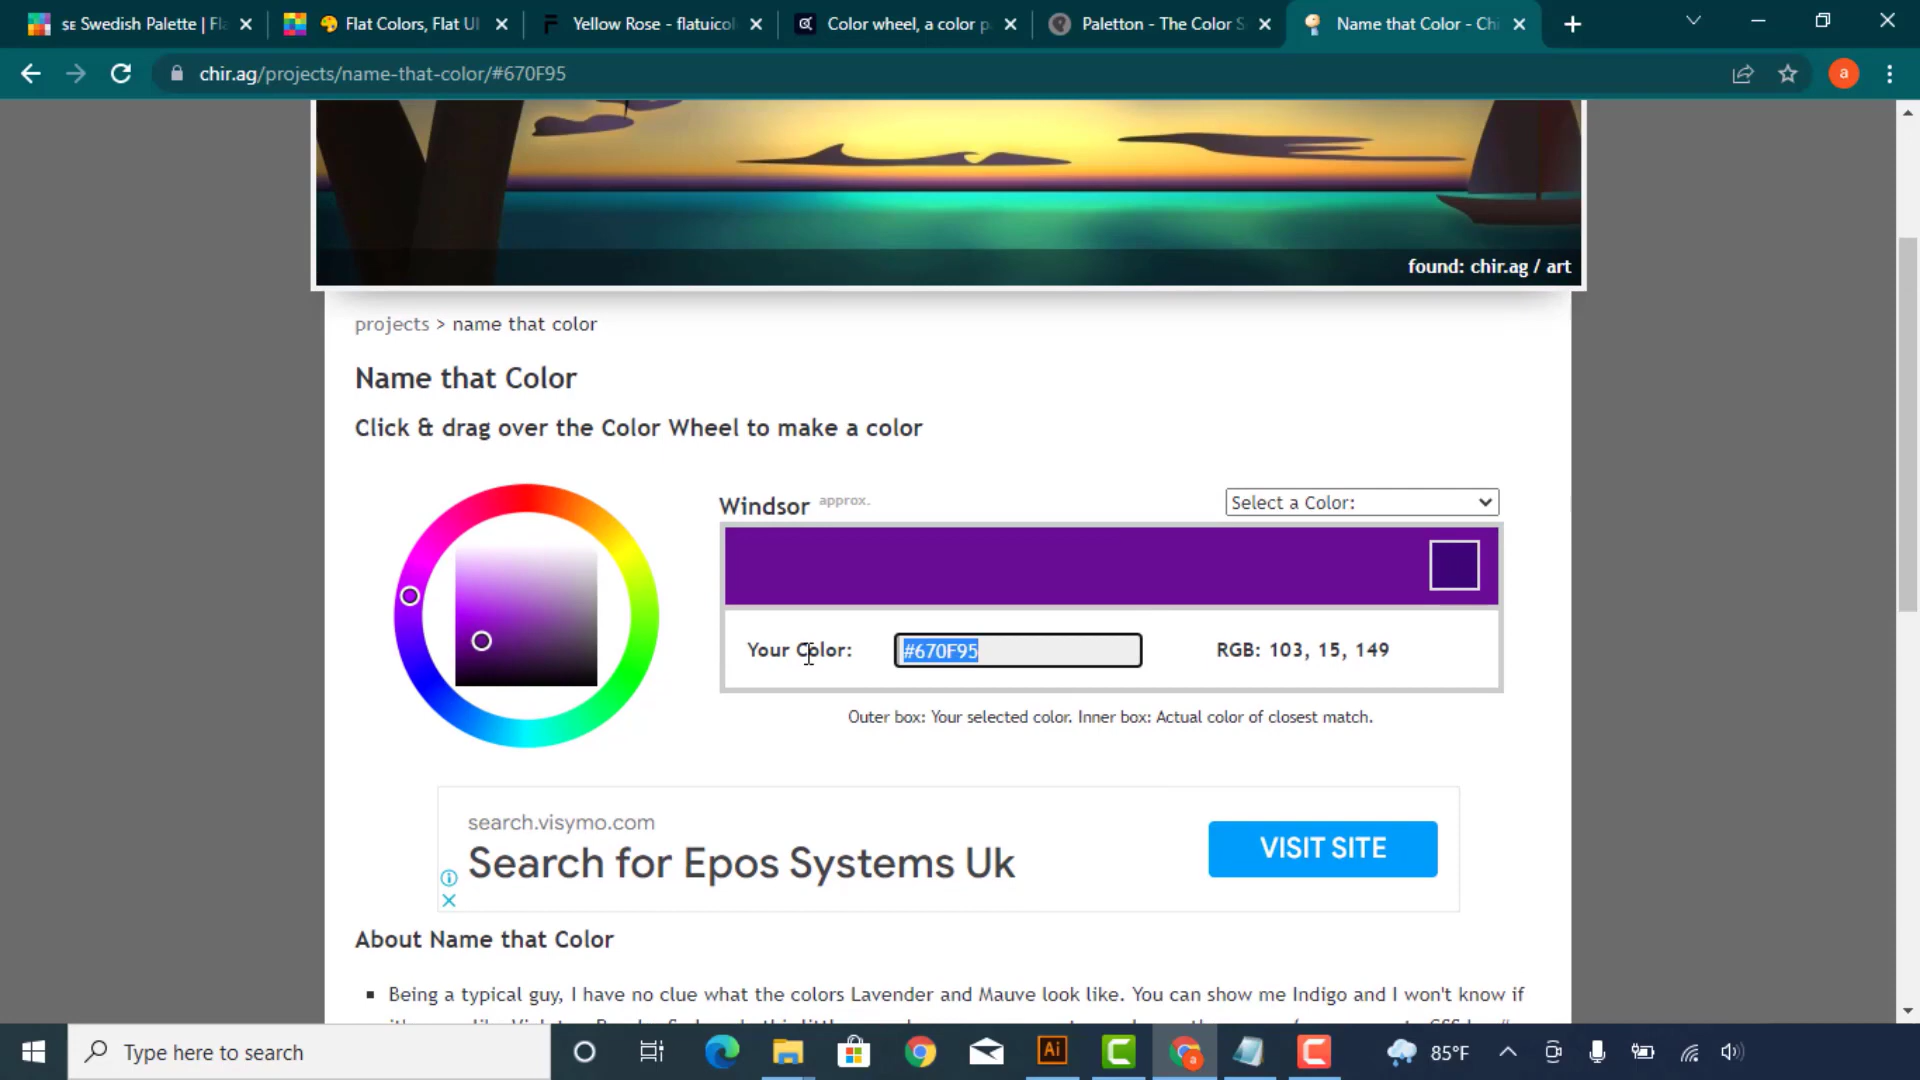 SE Swedish Palette | Fl
Flat Colors, Flat UI
Yellow Rose - flatuicol
Color wheel, a color p
Paletton - The Color S
Name that Color - Chi
chir.ag/projects/name-that-color/#670F95
a
found: chir.ag / art
projects > name that color
Name that Color
Click & drag over the Color Wheel to make a color
Windsor approx.
Select a Color:
Your Color:
#670F95
RGB: 103, 15, 149
Outer box: Your selected color. Inner box: Actual color of closest match.
search.visymo.com
Search for Epos Systems Uk
VISIT SITE
About Name that Color
▪ Being a typical guy, I have no clue what the colors Lavender and Mauve look like. You can show me Indigo and I won't know if
Type here to search
Ai
a
85°F